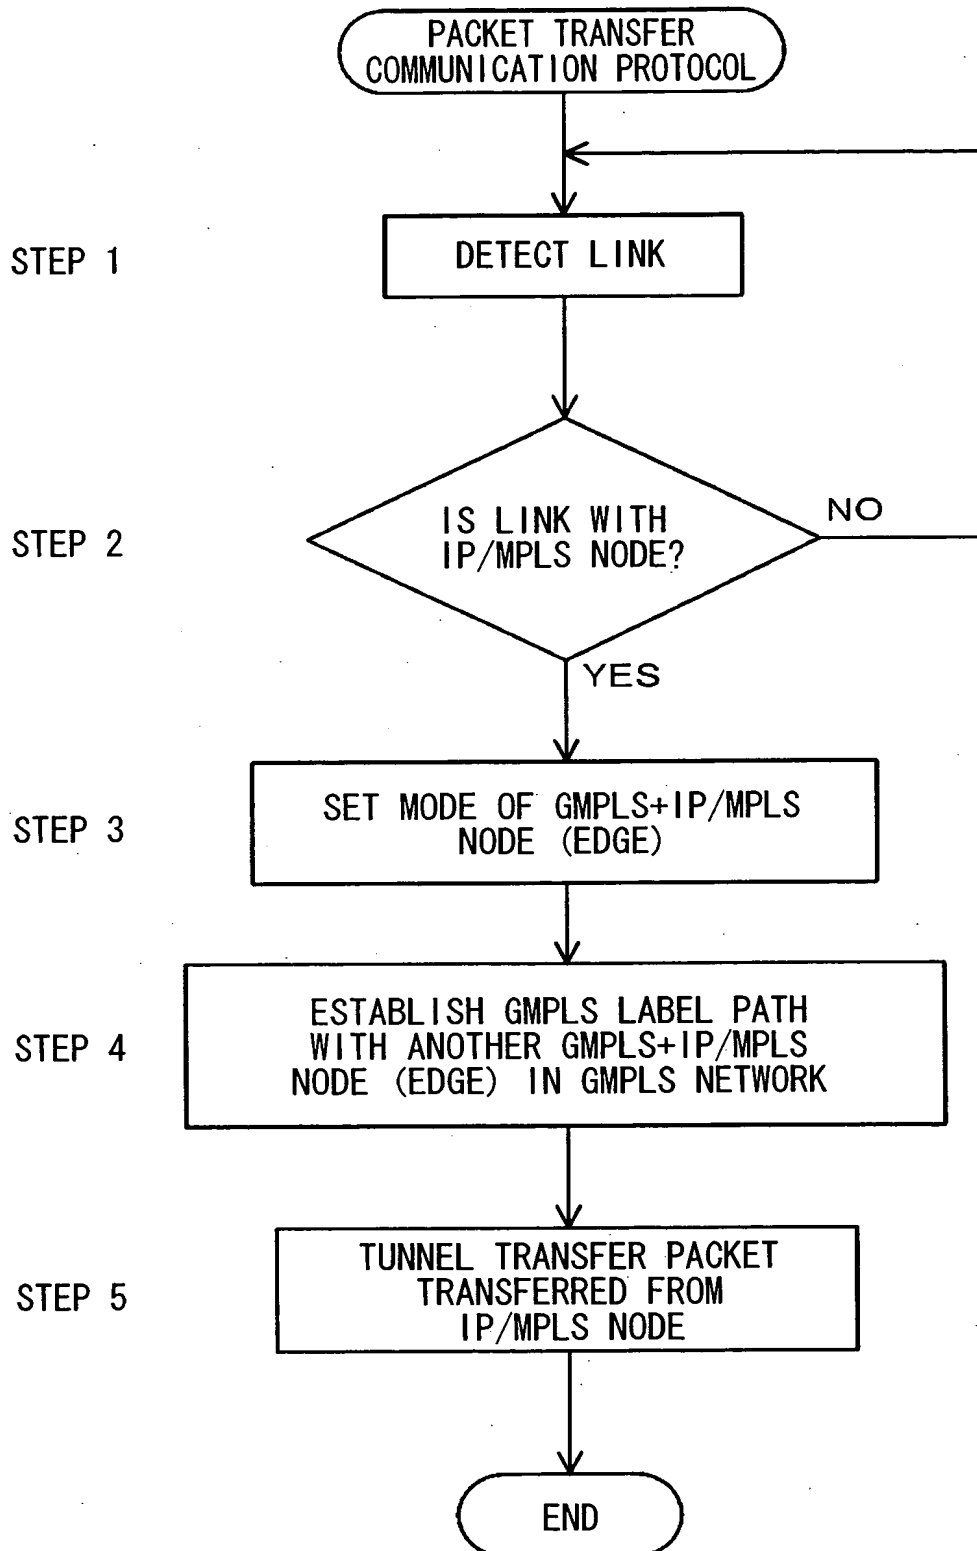 PACKET TRANSFER
COMMUNICATION PROTOCOL
STEP 1
DETECT LINK
STEP 2
IS LINK WITH
IP/MPLS NODE?
NO
YES
STEP 3
SET MODE OF GMPLS+IP/MPLS
NODE (EDGE)
STEP 4
ESTABLISH GMPLS LABEL PATH
WITH ANOTHER GMPLS+IP/MPLS
NODE (EDGE) IN GMPLS NETWORK
STEP 5
TUNNEL TRANSFER PACKET
TRANSFERRED FROM
IP/MPLS NODE
END